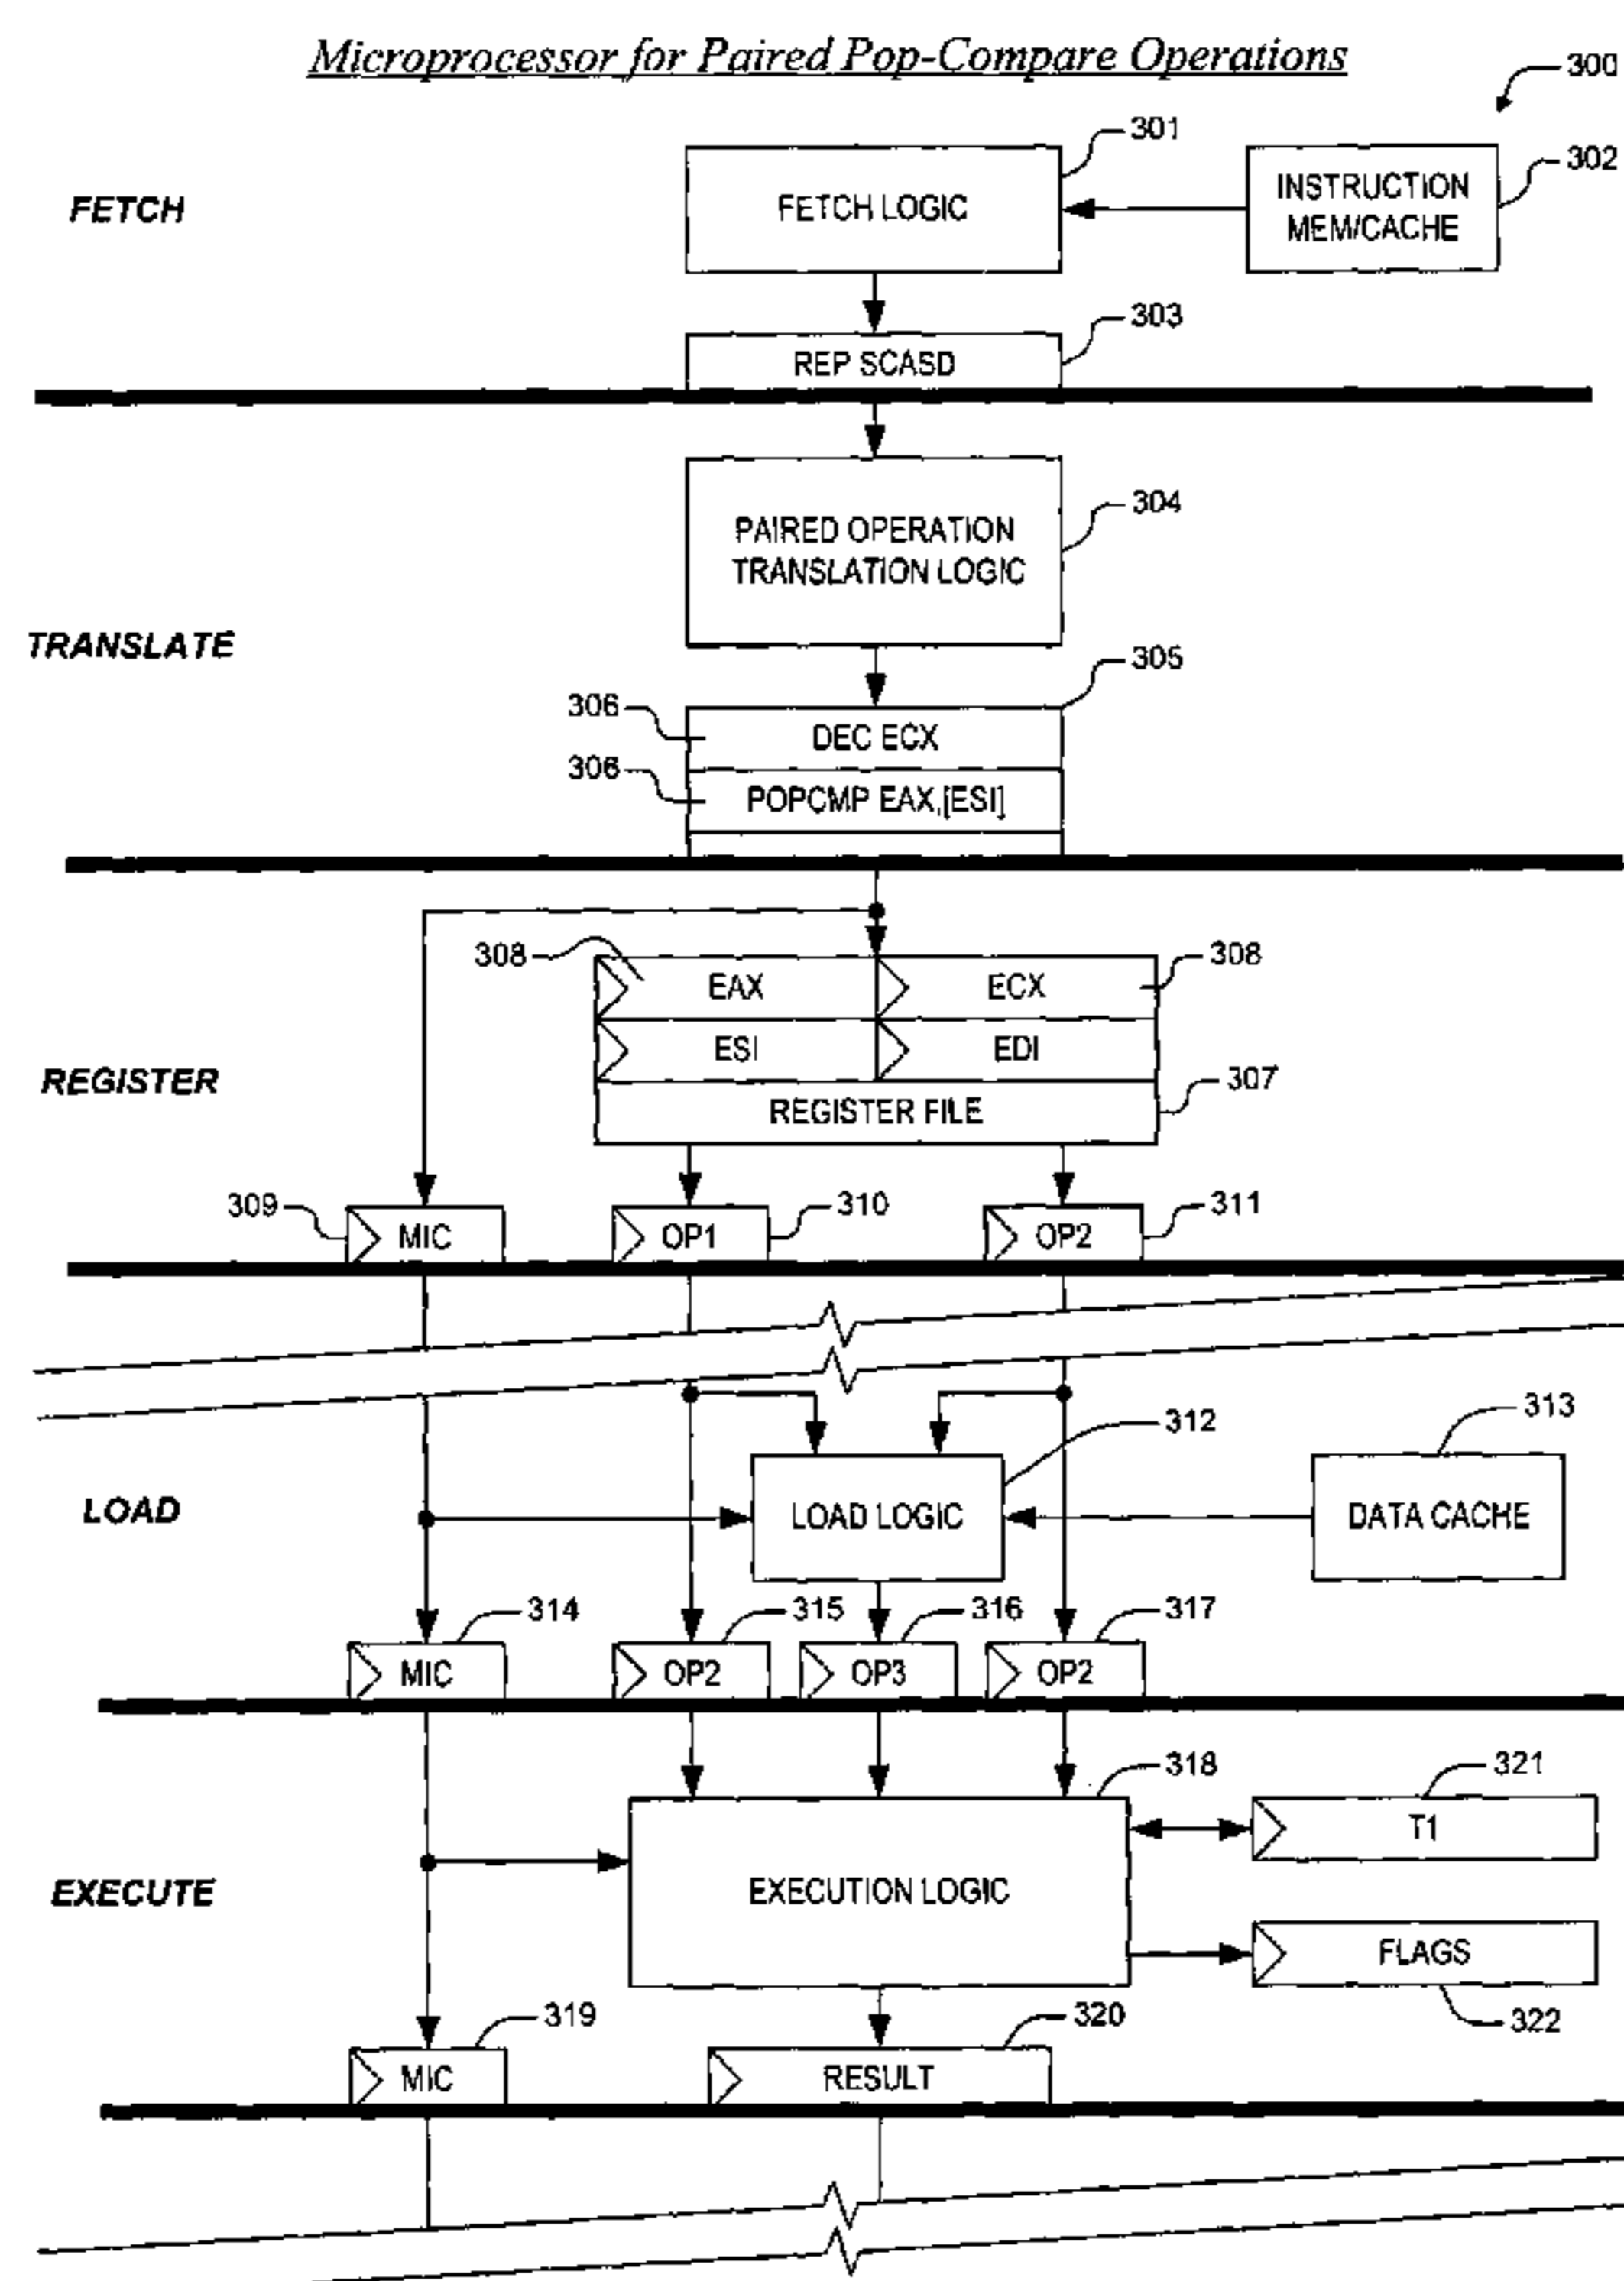 Microprocessor for Paired Pop-Compare Operations
300
301
302
FETCH
FETCH LOGIC
INSTRUCTION
MEM/CACHE
303
REP SCASD
304
PAIRED OPERATION
TRANSLATION LOGIC
TRANSLATE
305
306
DEC ECX
306
POPCMP EAX,[ESI]
308
EAX
ECX
308
ESI
EDI
REGISTER
REGISTER FILE
307
309
MIC
OP1
310
OP2
311
312
313
LOAD
LOAD LOGIC
DATA CACHE
314
315
316
317
MIC
OP2
OP3
OP2
318
321
T1
EXECUTE
EXECUTION LOGIC
FLAGS
322
319
320
MIC
RESULT